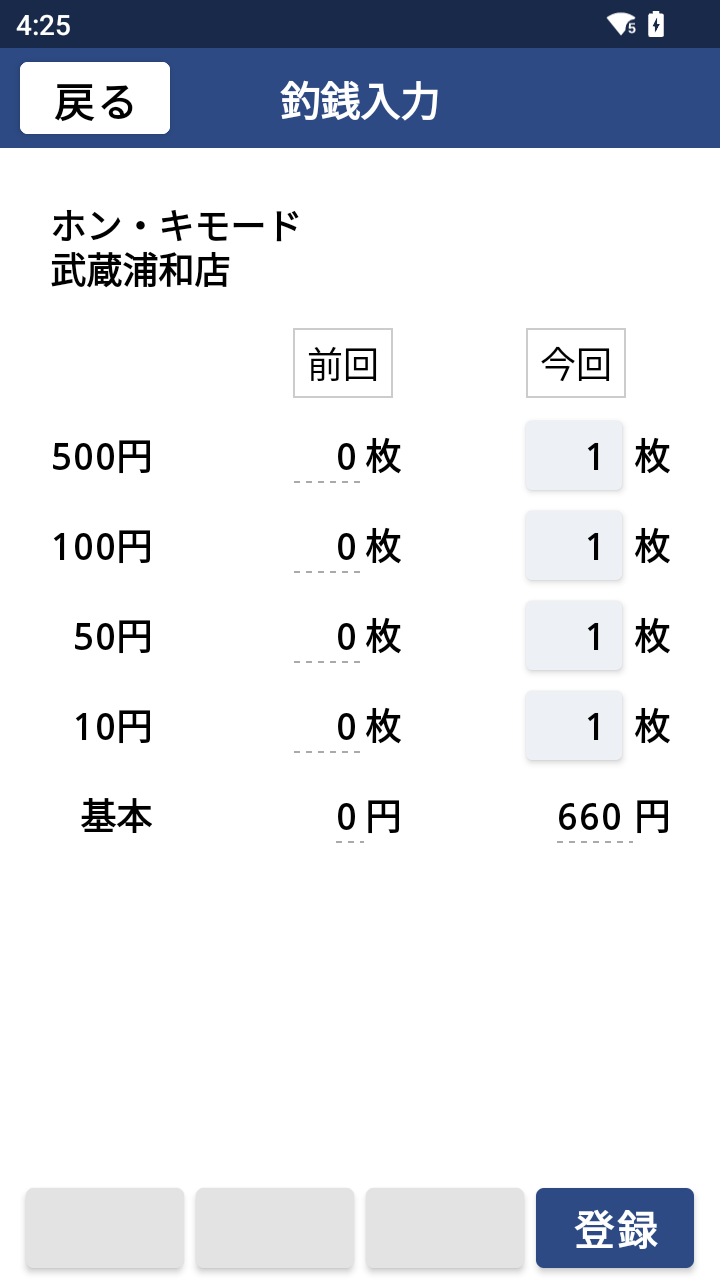 4:25
戻る 釣銭入力
ホン・キモード
武蔵浦和店
前回 今回
500円 0 枚 1 枚
100円 0 枚 1 枚
50円 0 枚 1 枚
10円 0 枚 1 枚
基本 0 円 660 円
登録